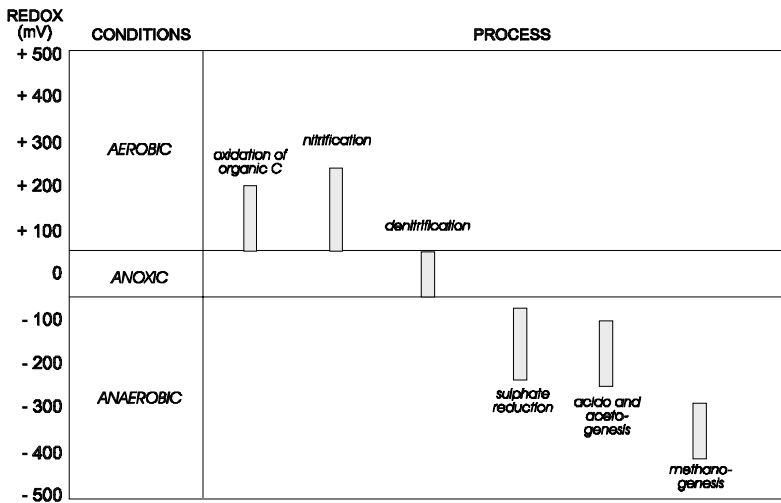 REDOX
(mV)
CONDITIONS
PROCESS
+ 500
+ 400
+ 300
+ 200
+ 100
0
- 100
- 200
- 300
- 400
- 500
AEROBIC
ANOXIC
ANAEROBIC
oxidation of
organic C
nitrification
denitrification
sulphate
reduction
acido and
aceto-
genesis
methano-
genesis